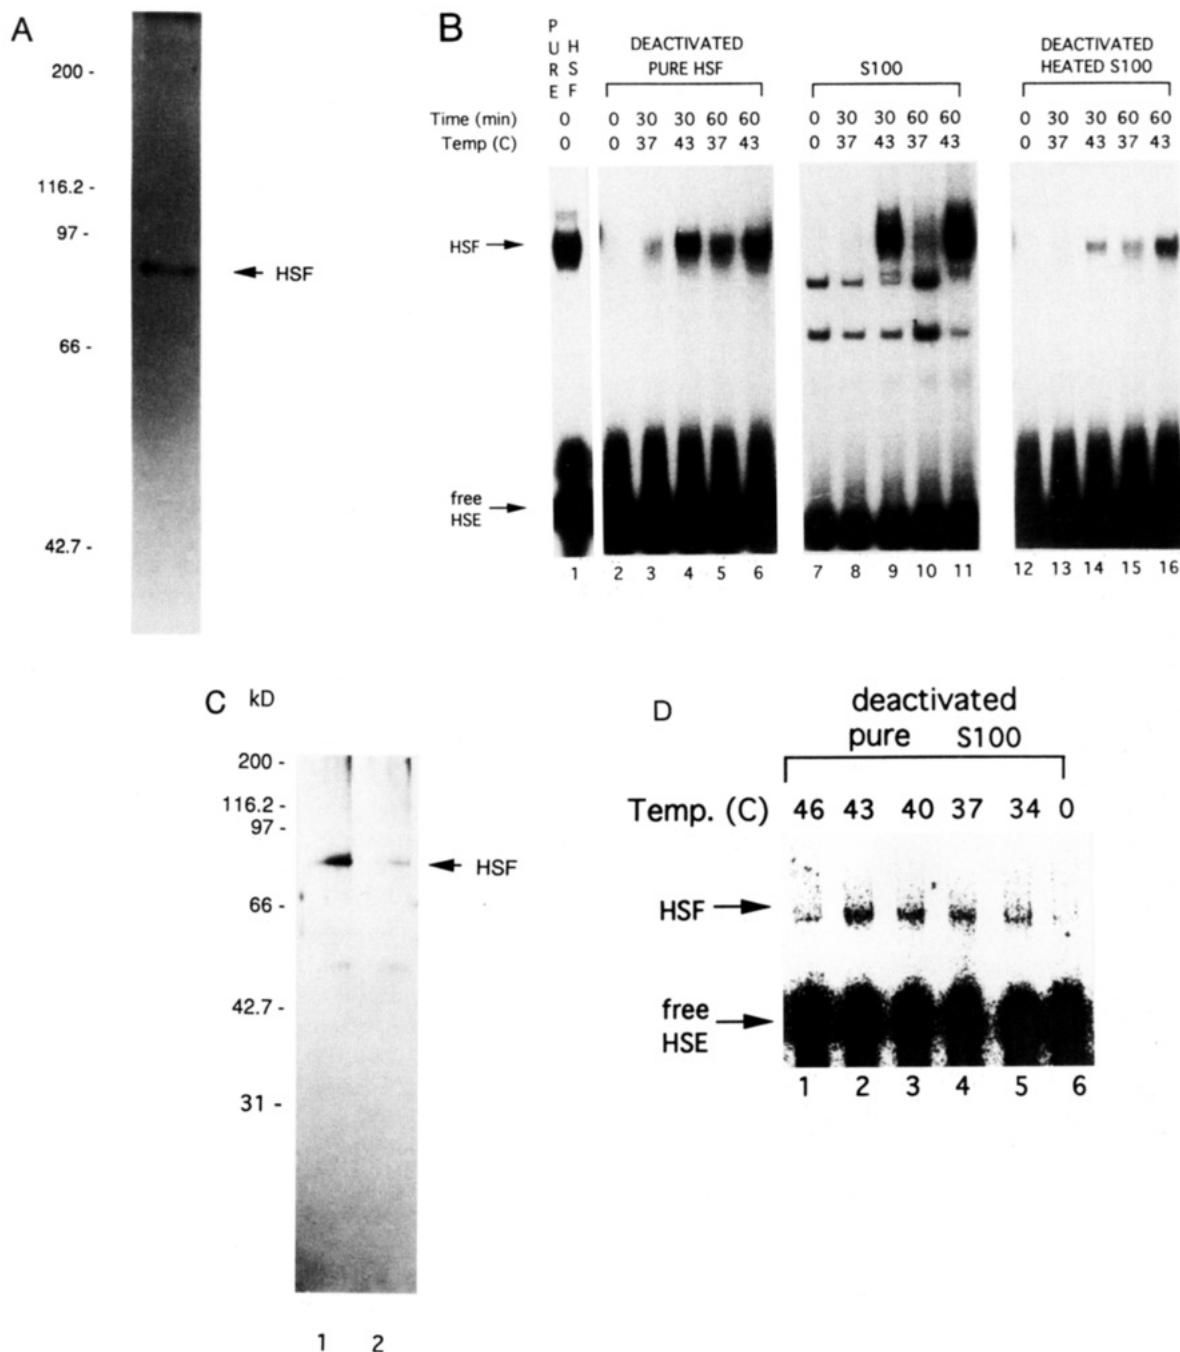 A
200 -
116.2 -
97 -
HSF
66 -
42.7 -
B
PURE HSF
DEACTIVATED
PURE HSF
S100
DEACTIVATED
HEATED S100
Time (min) 0 0 30 30 60 60 0 30 30 60 60 0 30 30 60 60
Temp (C) 0 0 37 43 37 43 0 37 43 37 43 0 37 43 37 43
HSF
free
HSE
1 2 3 4 5 6 7 8 9 10 11 12 13 14 15 16
C kD
200 -
116.2 -
97 -
HSF
66 -
42.7 -
31 -
1 2
D
deactivated
pure S100
Temp. (C) 46 43 40 37 34 0
HSF
free
HSE
1 2 3 4 5 6